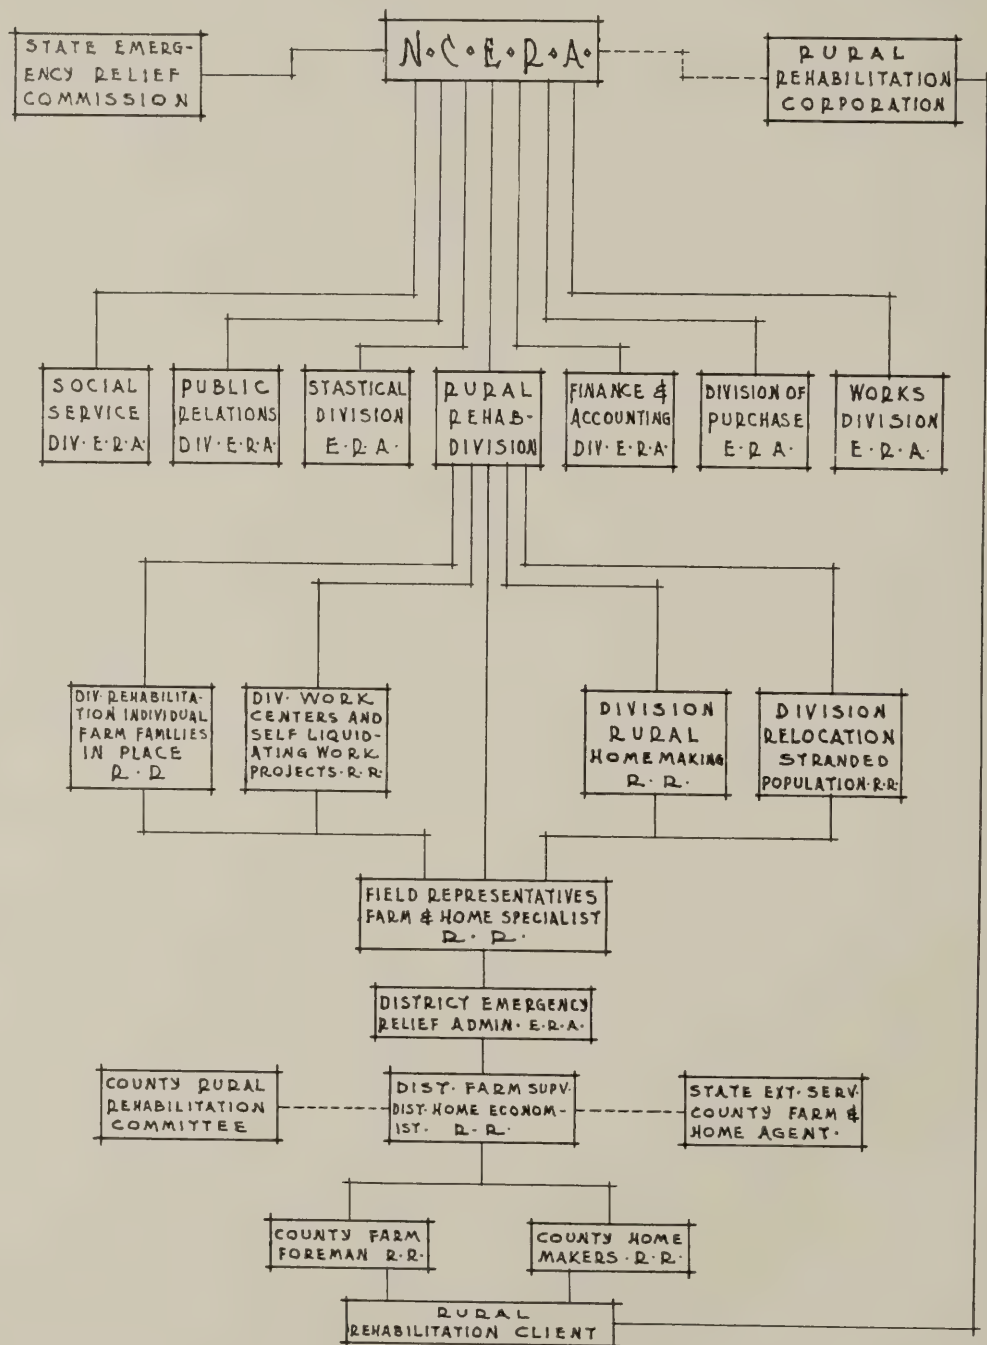 STATE EMERG-
ENCY RELIEF
COMMISSION
N·C·E·R·A·
RURAL
REHABILITATION
CORPORATION
SOCIAL
SERVICE
DIV·E·R·A·
PUBLIC
RELATIONS
DIV·E·R·A·
STASTICAL
DIVISION
E·R·A·
RURAL
REHAB-
DIVISION
FINANCE &
ACCOUNTING
DIV·E·R·A·
DIVISION OF
PURCHASE
E·R A·
WORKS
DIVISION
E·R·A·
DIV·REHABILITA-
TION INDIVIDUAL
FARM FAMILIES
IN PLACE
R·R
DIV·WORK
CENTERS AND
SELF LIQUID-
ATING WORK
PROJECTS·R·R·
DIVISION
RURAL
HOMEMAKING
R·R·
DIVISION
RELOCATION
STRANDED
POPULATION·R·R·
FIELD REPRESENTATIVES
FARM & HOME SPECIALIST
R·R·
DISTRICT EMERGENCY
RELIEF ADMIN·E·R·A·
COUNTY RURAL
REHABILITATION
COMMITTEE
DIST·FARM SUPV·
DIST·HOME ECONOM-
IST·R-R·
STATE EXT·SERV·
COUNTY FARM &
HOME AGENT·
COUNTY FARM
FOREMAN R·R·
COUNTY HOME
MAKERS·R·R·
RURAL
REHABILITATION CLIENT